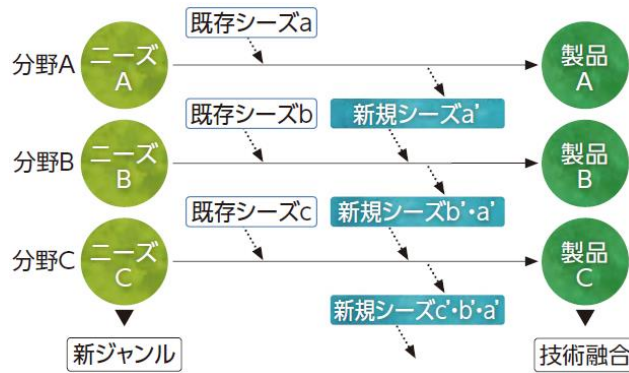 既存シーズa
分野A
ニーズ
A
製品
A
既存シーズb
新規シーズa'
分野B
ニーズ
B
製品
B
既存シーズc
新規シーズb'・a'
分野C
ニーズ
C
製品
C
新規シーズc'・b'・a'
新ジャンル
技術融合